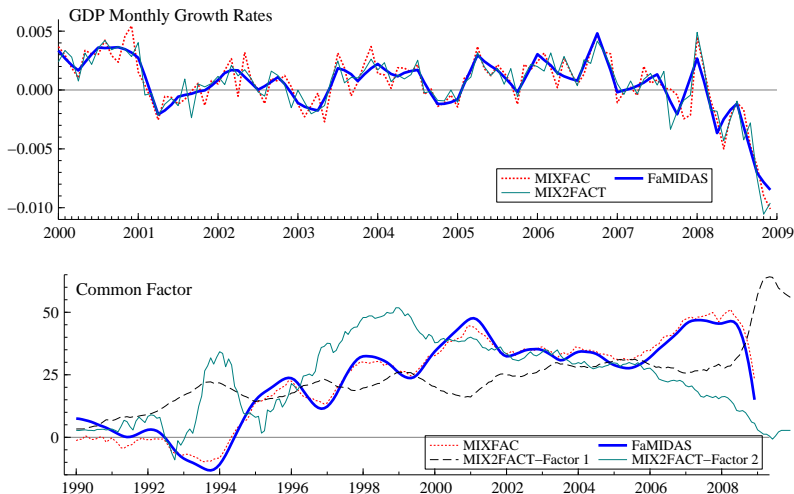 GDP Monthly Growth Rates
0.005
0.000
−0.005
−0.010
MIXFAC FaMIDAS
MIX2FACT
2000 2001 2002 2003 2004 2005 2006 2007 2008 2009
Common Factor
50
25
0
MIXFAC FaMIDAS
MIX2FACT−Factor 1 MIX2FACT−Factor 2
1990 1992 1994 1996 1998 2000 2002 2004 2006 2008